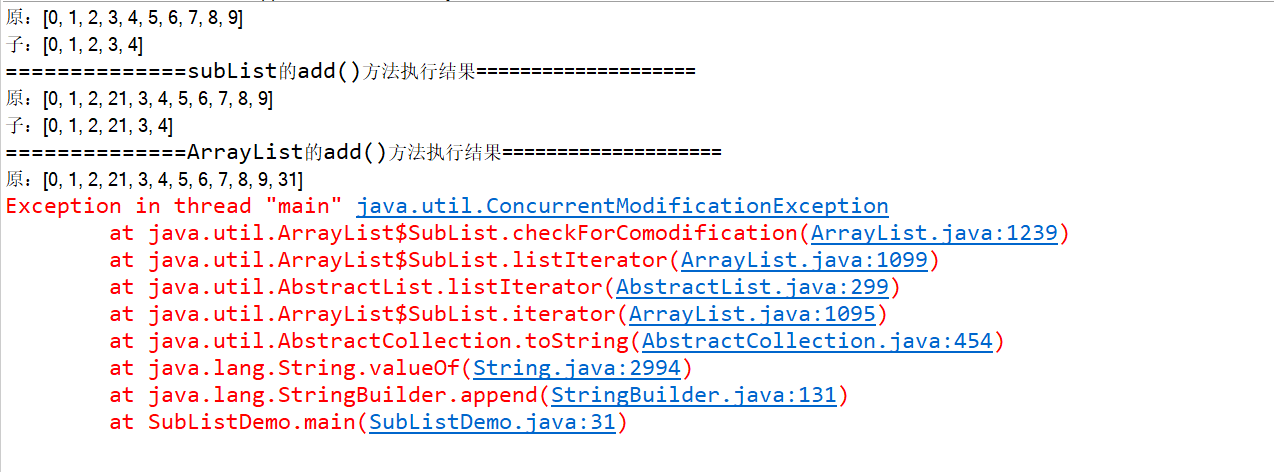 原：[0, 1, 2, 3, 4, 5, 6, 7, 8, 9]
子：[0, 1, 2, 3, 4]
==============subList的add()方法执行结果====================
原：[0, 1, 2, 21, 3, 4, 5, 6, 7, 8, 9]
子：[0, 1, 2, 21, 3, 4]
==============ArrayList的add()方法执行结果====================
原：[0, 1, 2, 21, 3, 4, 5, 6, 7, 8, 9, 31]
Exception in thread "main" java.util.ConcurrentModificationException
	at java.util.ArrayList$SubList.checkForComodification(ArrayList.java:1239)
	at java.util.ArrayList$SubList.listIterator(ArrayList.java:1099)
	at java.util.AbstractList.listIterator(AbstractList.java:299)
	at java.util.ArrayList$SubList.iterator(ArrayList.java:1095)
	at java.util.AbstractCollection.toString(AbstractCollection.java:454)
	at java.lang.String.valueOf(String.java:2994)
	at java.lang.StringBuilder.append(StringBuilder.java:131)
	at SubListDemo.main(SubListDemo.java:31)